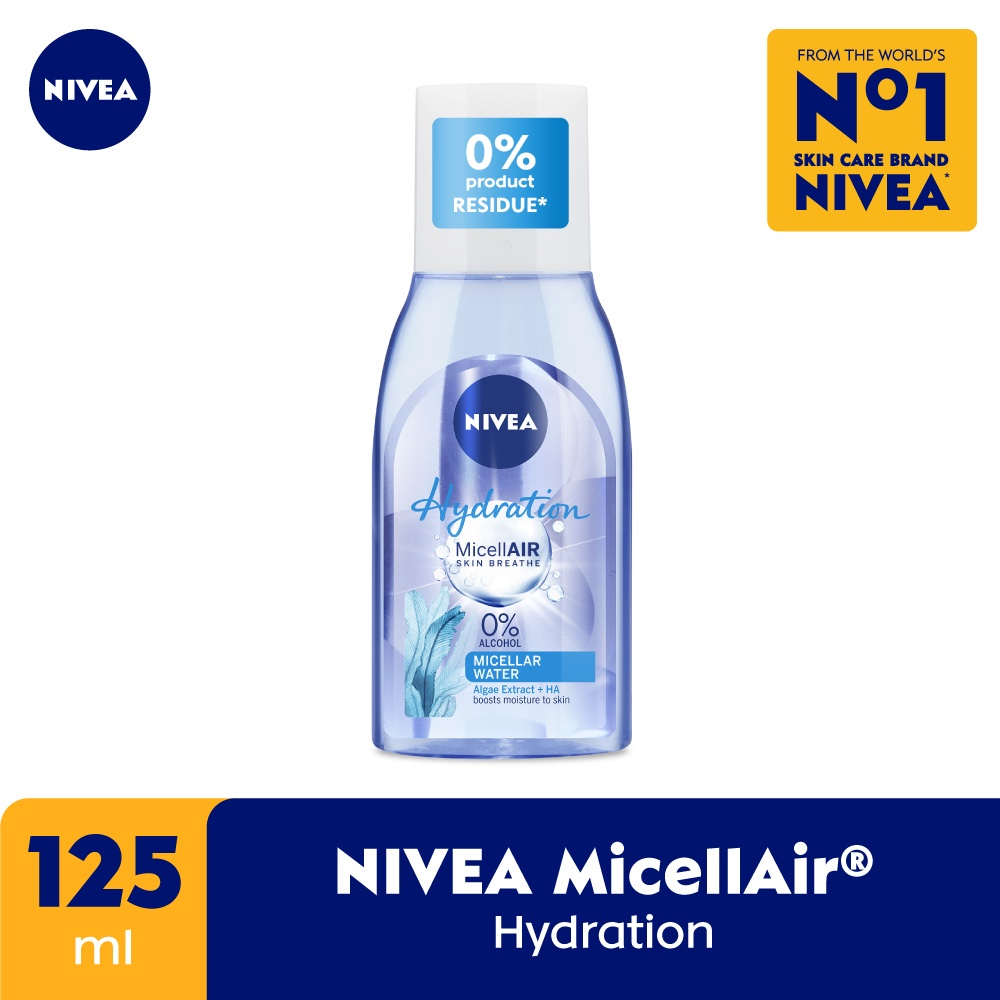 NIVEA
FROM THE WORLD'S
Nº1
SKIN CARE BRAND
NIVEA*
0%
product
RESIDUE*
NIVEA
Hydration
MicellAIR
SKIN BREATHE
0%
ALCOHOL
MICELLAR
WATER
Algae Extract + HA
boosts moisture to skin
125
ml
NIVEA MicellAir®
Hydration